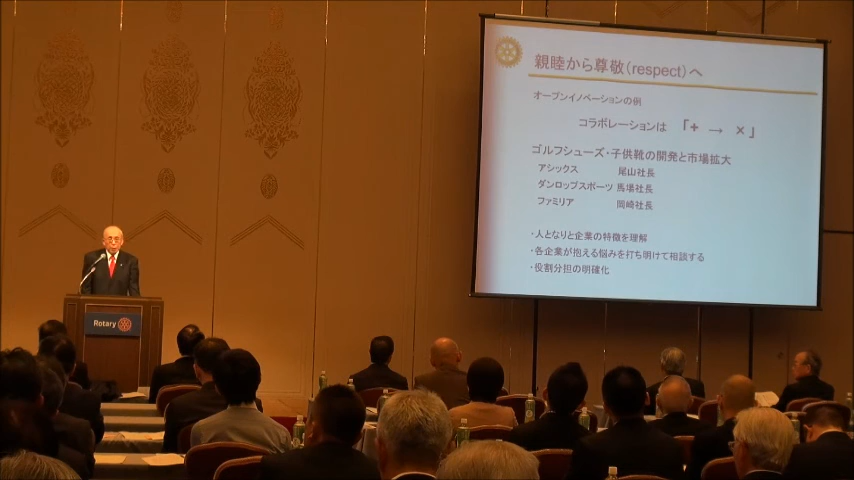 親睦から尊敬（respect）へ
オープンイノベーションの例
コラボレーションは 「+ → ×」
ゴルフシューズ・子供靴の開発と市場拡大
アシックス 尾山社長
ダンロップスポーツ 馬場社長
ファミリア 岡崎社長
・人となりと企業の特徴を理解
・各企業が抱える悩みを打ち明けて相談する
・役割分担の明確化
Rotary